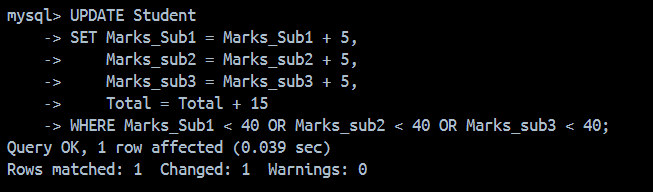 mysql> UPDATE Student
    -> SET Marks_Sub1 = Marks_Sub1 + 5,
    ->     Marks_sub2 = Marks_sub2 + 5,
    ->     Marks_sub3 = Marks_sub3 + 5,
    ->     Total = Total + 15
    -> WHERE Marks_Sub1 < 40 OR Marks_sub2 < 40 OR Marks_sub3 < 40;
Query OK, 1 row affected (0.039 sec)
Rows matched: 1  Changed: 1  Warnings: 0